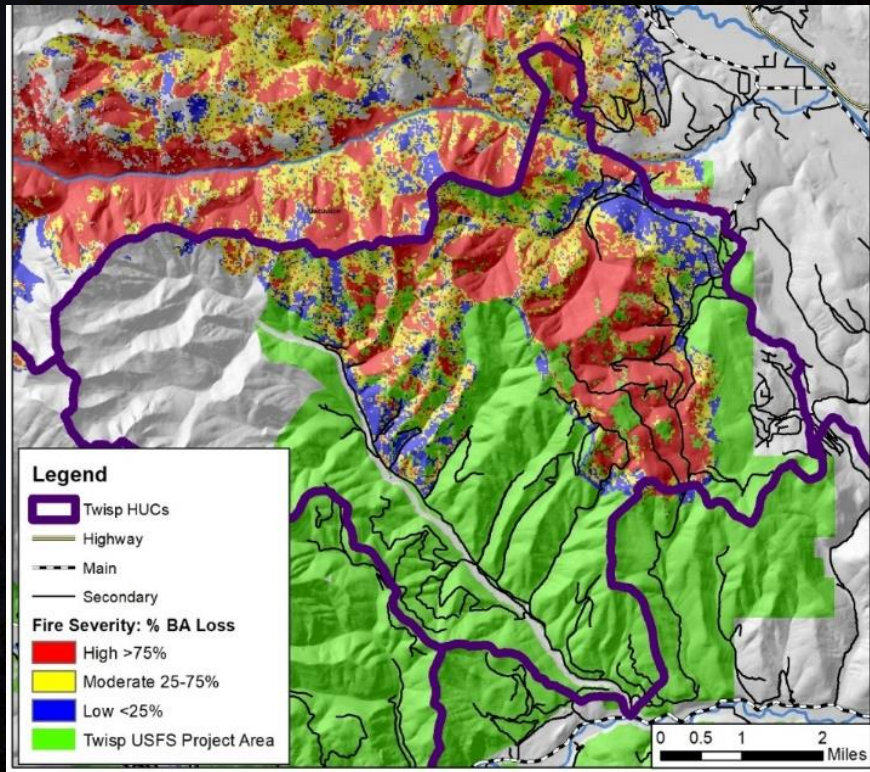 Legend
Twisp HUCs
Highway
Main
Secondary
Fire Severity: % BA Loss
High >75%
Moderate 25-75%
Low <25%
Twisp USFS Project Area
0 0.5 1 2
Miles